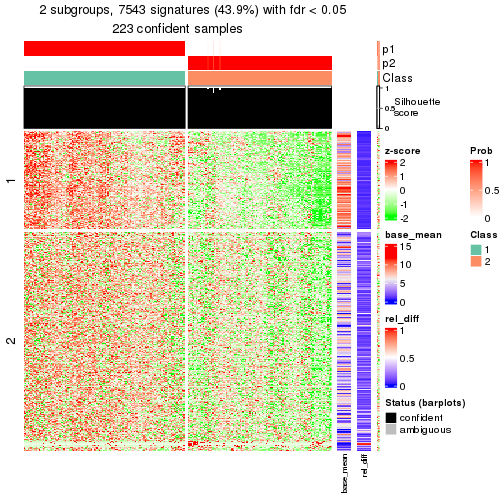 2 subgroups, 7543 signatures (43.9%) with fdr < 0.05
223 confident samples
p1
p2
Class
1
0.5
0
Silhouette
score
1
2
z-score
2
1
0
-1
-2
Prob
1
0.5
0
base_mean
15
10
5
0
Class
1
2
rel_diff
1
0.5
0
Status (barplots)
confident
ambiguous
base_mean
rel_diff